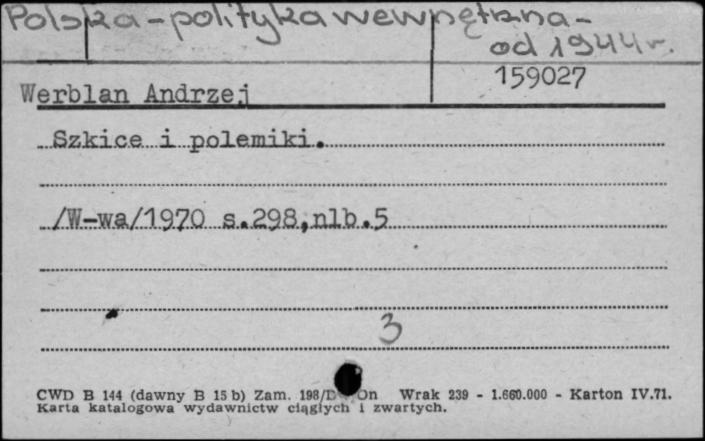 Polska - polityka wewnętrzna -
od 1944 r.
159027
Werblan Andrzej
Szkice i polemiki.
/W-wa/1970 s.298,nlb.5
3
CWD B 144 (dawny B 15 b) Zam. 198/D On Wrak 239 - 1.660.000 - Karton IV.71.
Karta katalogowa wydawnictw ciągłych i zwartych.